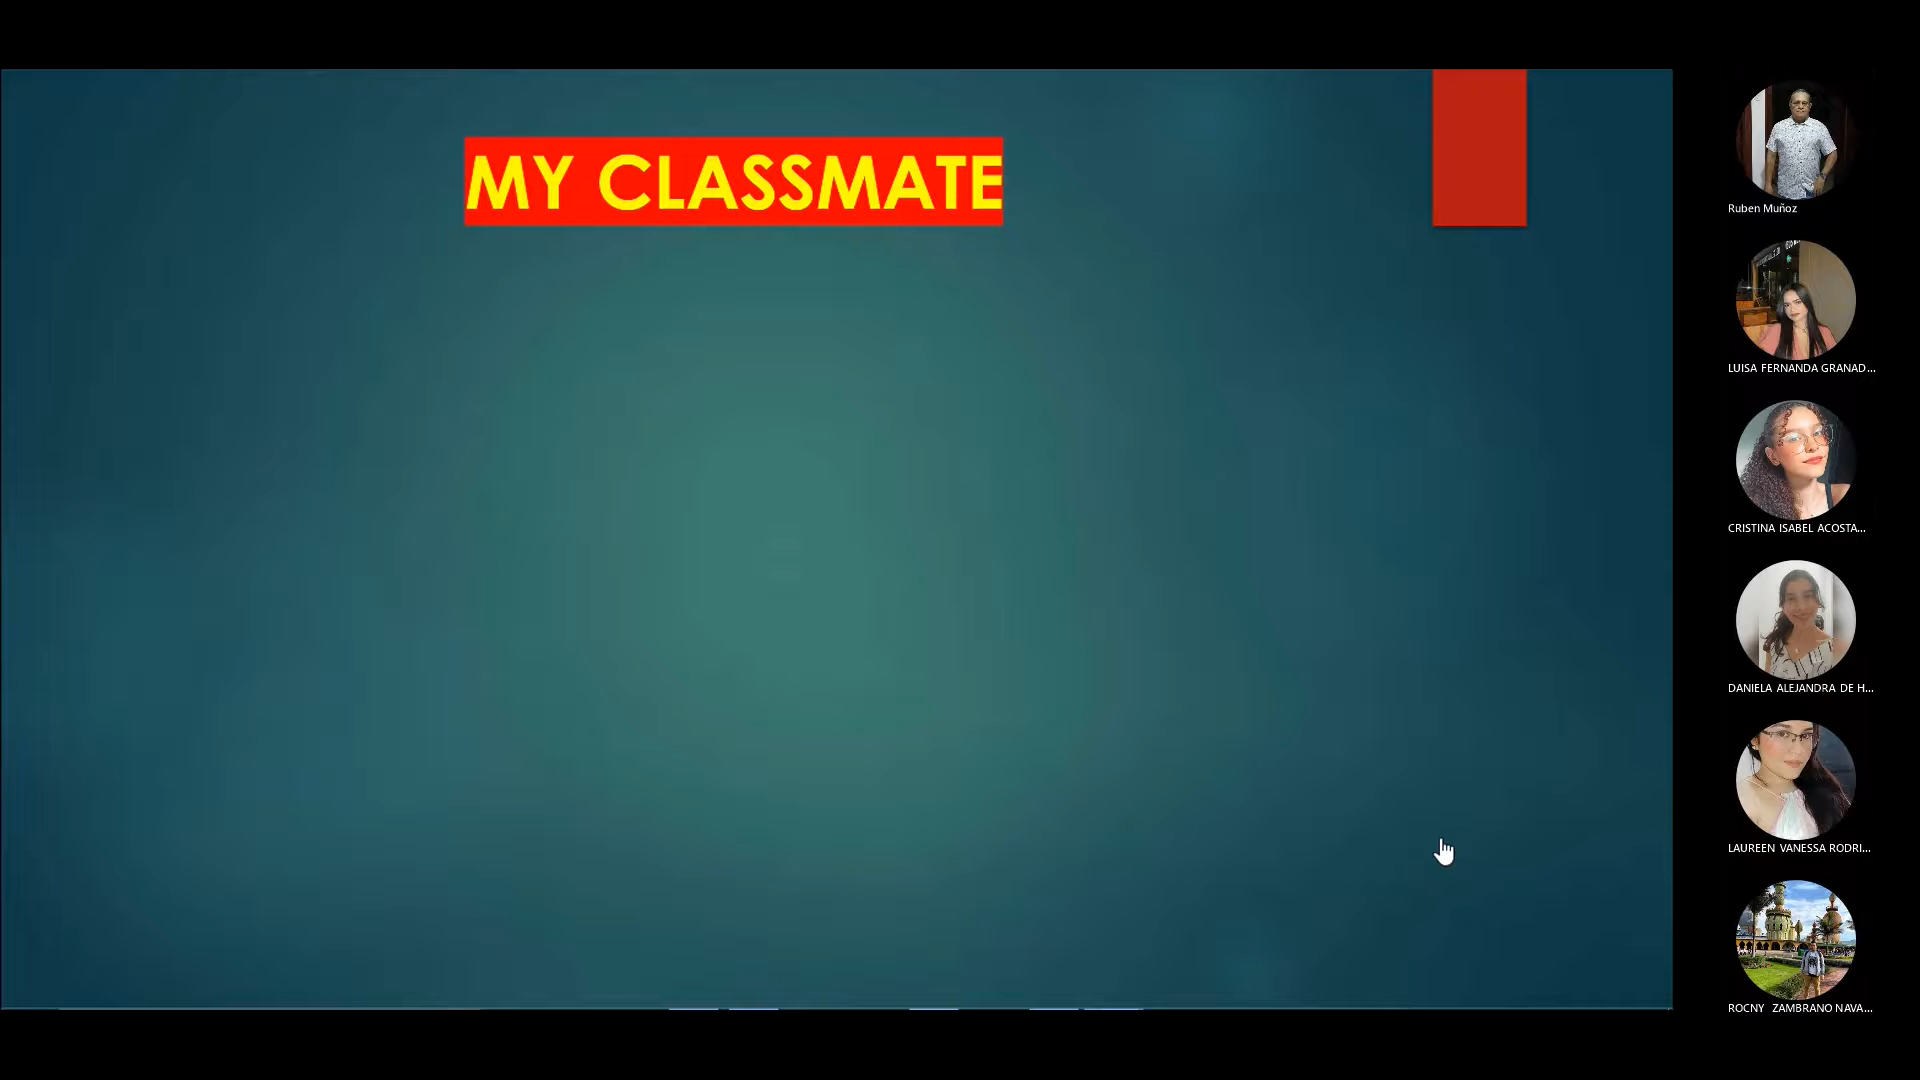 MY CLASSMATE
Ruben Muñoz
LUISA FERNANDA GRANAD...
CRISTINA ISABEL ACOSTA...
DANIELA ALEJANDRA DE H...
LAUREEN VANESSA RODRI...
ROCNY ZAMBRANO NAVA...